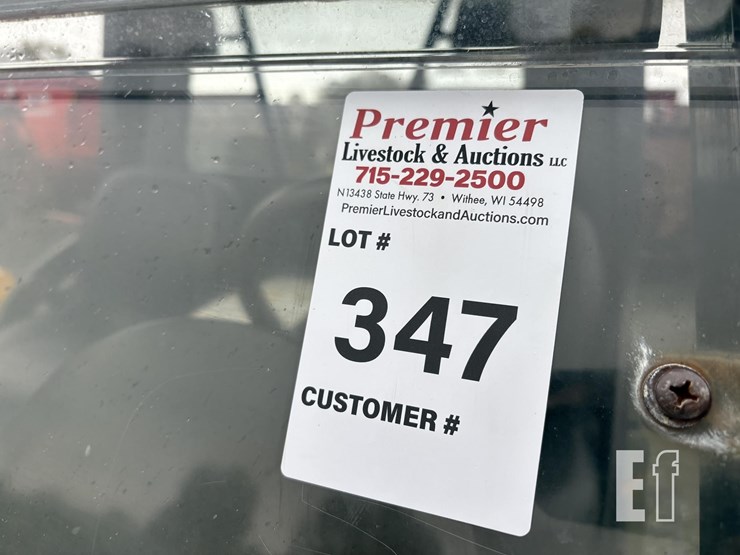 Premier
Livestock & Auctions LLC
715-229-2500
N13438 State Hwy. 73 • Withee, WI 54498
PremierLivestockandAuctions.com
LOT #
347
CUSTOMER #
Ef